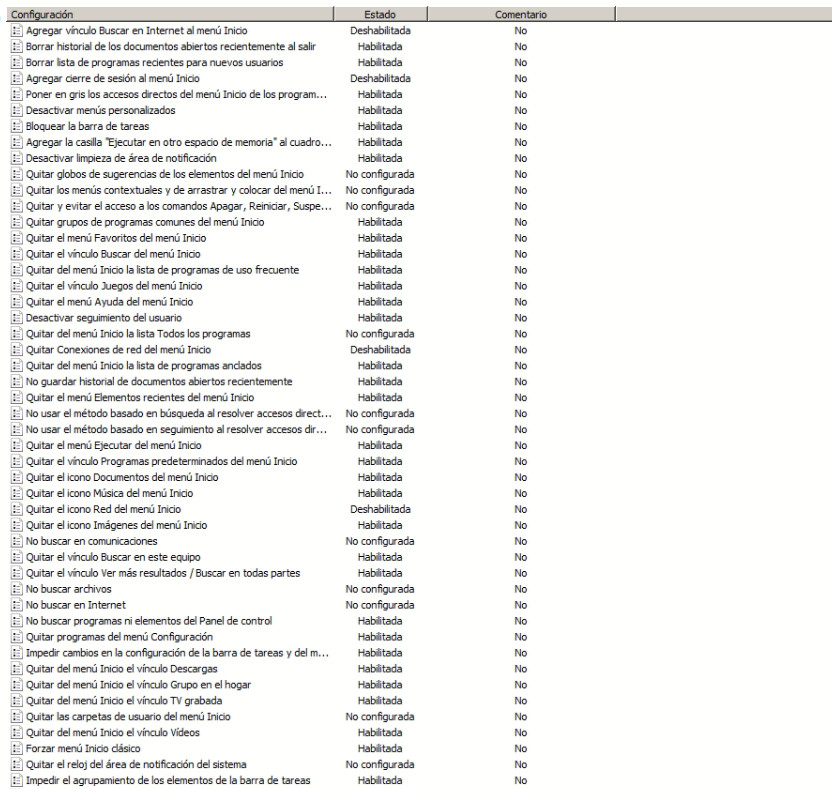 Configuración Estado Comentario
Agregar vínculo Buscar en Internet al menú Inicio Deshabilitada No
Borrar historial de los documentos abiertos recientemente al salir Habilitada No
Borrar lista de programas recientes para nuevos usuarios Habilitada No
Agregar cierre de sesión al menú Inicio Deshabilitada No
Poner en gris los accesos directos del menú Inicio de los program... Habilitada No
Desactivar menús personalizados Habilitada No
Bloquear la barra de tareas Habilitada No
Agregar la casilla "Ejecutar en otro espacio de memoria" al cuadro... Habilitada No
Desactivar limpieza de área de notificación Habilitada No
Quitar globos de sugerencias de los elementos del menú Inicio No configurada No
Quitar los menús contextuales y de arrastrar y colocar del menú I... No configurada No
Quitar y evitar el acceso a los comandos Apagar, Reiniciar, Suspe... No configurada No
Quitar grupos de programas comunes del menú Inicio Habilitada No
Quitar el menú Favoritos del menú Inicio Habilitada No
Quitar el vínculo Buscar del menú Inicio Habilitada No
Quitar del menú Inicio la lista de programas de uso frecuente Habilitada No
Quitar el vínculo Juegos del menú Inicio Habilitada No
Quitar el menú Ayuda del menú Inicio Habilitada No
Desactivar seguimiento del usuario Habilitada No
Quitar del menú Inicio la lista Todos los programas No configurada No
Quitar Conexiones de red del menú Inicio Deshabilitada No
Quitar del menú Inicio la lista de programas anclados Habilitada No
No guardar historial de documentos abiertos recientemente Habilitada No
Quitar el menú Elementos recientes del menú Inicio Habilitada No
No usar el método basado en búsqueda al resolver accesos direct... No configurada No
No usar el método basado en seguimiento al resolver accesos dir... No configurada No
Quitar el menú Ejecutar del menú Inicio Habilitada No
Quitar el vínculo Programas predeterminados del menú Inicio Habilitada No
Quitar el icono Documentos del menú Inicio Habilitada No
Quitar el icono Música del menú Inicio Habilitada No
Quitar el icono Red del menú Inicio Deshabilitada No
Quitar el icono Imágenes del menú Inicio Habilitada No
No buscar en comunicaciones No configurada No
Quitar el vínculo Buscar en este equipo Habilitada No
Quitar el vínculo Ver más resultados / Buscar en todas partes Habilitada No
No buscar archivos No configurada No
No buscar en Internet No configurada No
No buscar programas ni elementos del Panel de control Habilitada No
Quitar programas del menú Configuración Habilitada No
Impedir cambios en la configuración de la barra de tareas y del m... Habilitada No
Quitar del menú Inicio el vínculo Descargas Habilitada No
Quitar del menú Inicio el vínculo Grupo en el hogar Habilitada No
Quitar del menú Inicio el vínculo TV grabada Habilitada No
Quitar las carpetas de usuario del menú Inicio No configurada No
Quitar del menú Inicio el vínculo Vídeos Habilitada No
Forzar menú Inicio clásico Habilitada No
Quitar el reloj del área de notificación del sistema No configurada No
Impedir el agrupamiento de los elementos de la barra de tareas Habilitada No